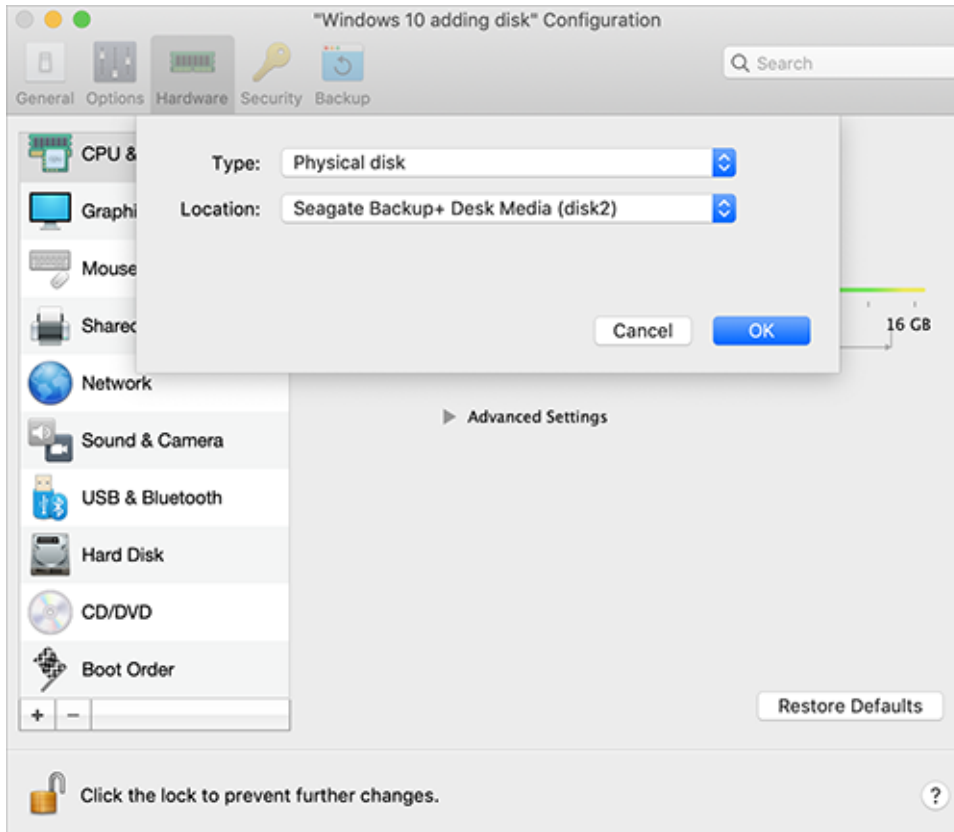 "Windows 10 adding disk" Configuration
Search
General Options Hardware Security Backup
Type: Physical disk
Location: Seagate Backup+ Desk Media (disk2)
Cancel OK
CPU &
Graphi
Mouse
Shared
Network
Sound & Camera
USB & Bluetooth
Hard Disk
CD/DVD
Boot Order
16 GB
Advanced Settings
+ −
Restore Defaults
Click the lock to prevent further changes.
?